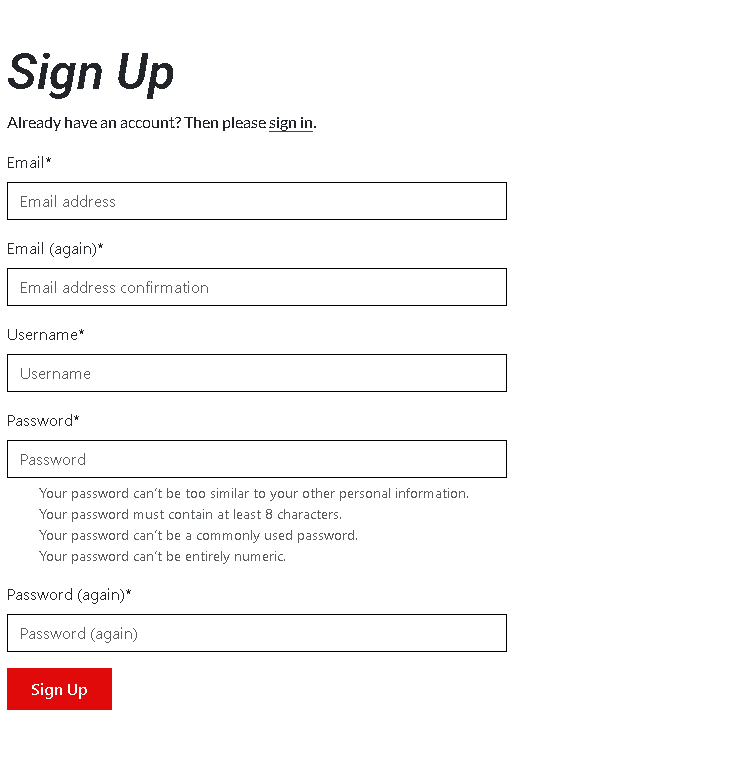 Sign Up
Already have an account? Then please sign in.
Email*
Email address
Email (again)*
Email address confirmation
Username*
Username
Password*
Password
Your password can't be too similar to your other personal information.
Your password must contain at least 8 characters.
Your password can't be a commonly used password.
Your password can't be entirely numeric.
Password (again)*
Password (again)
Sign Up